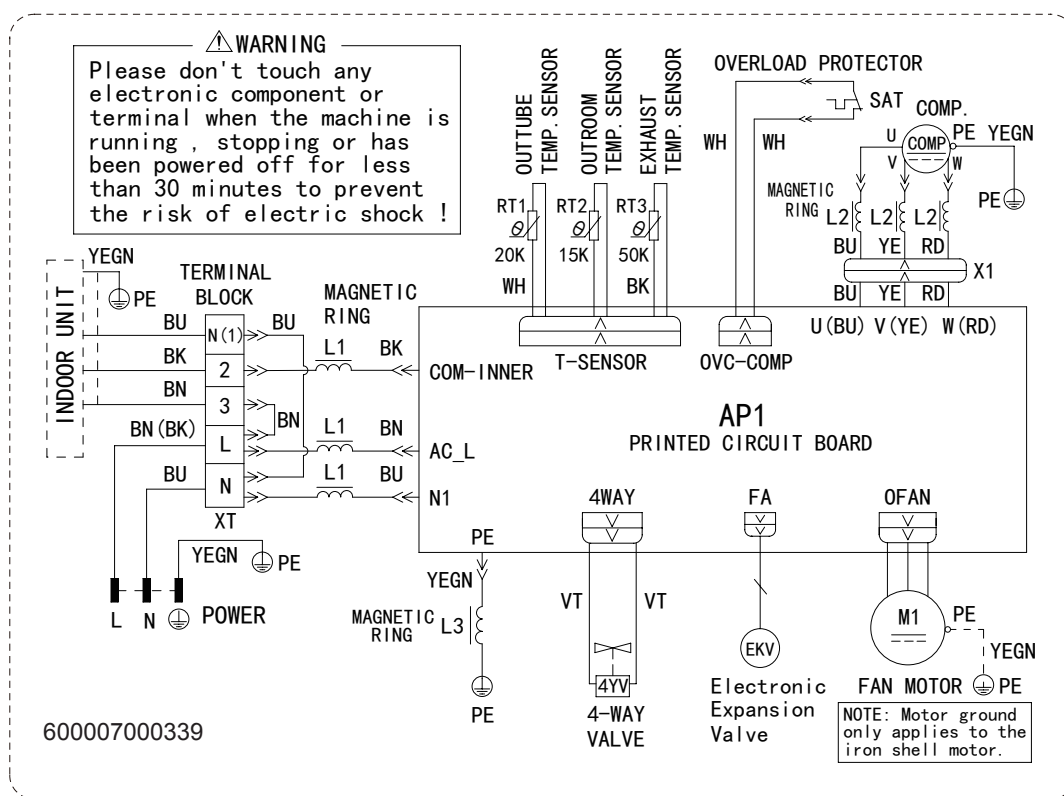 ⚠WARNING
Please don't touch any
electronic component or
terminal when the machine is
running , stopping or has
been powered off for less
than 30 minutes to prevent
the risk of electric shock !
OUTTUBE
TEMP. SENSOR
OUTROOM
TEMP. SENSOR
EXHAUST
TEMP. SENSOR
RT1
RT2
RT3
θ
θ
θ
20K
15K
50K
WH
BK
OVERLOAD PROTECTOR
SAT
WH
WH
COMP.
U
COMP
PE
YEGN
V
W
PE
MAGNETIC
RING
L2
L2
L2
BU
YE
RD
X1
BU
YE
RD
U(BU)
V(YE)
W(RD)
INDOOR UNIT
YEGN
PE
TERMINAL
BLOCK
MAGNETIC
RING
BU
N(1)
BU
BK
2
L1
BK
COM-INNER
BN
3
BN
BN(BK)
L
L1
BN
AC_L
BU
N
L1
BU
N1
XT
YEGN
PE
L
N
POWER
T-SENSOR
OVC-COMP
AP1
PRINTED CIRCUIT BOARD
4WAY
FA
OFAN
PE
YEGN
MAGNETIC
RING
L3
PE
VT
VT
4YV
4-WAY
VALVE
EKV
Electronic
Expansion
Valve
M1
PE
YEGN
FAN MOTOR
PE
NOTE: Motor ground
only applies to the
iron shell motor.
600007000339